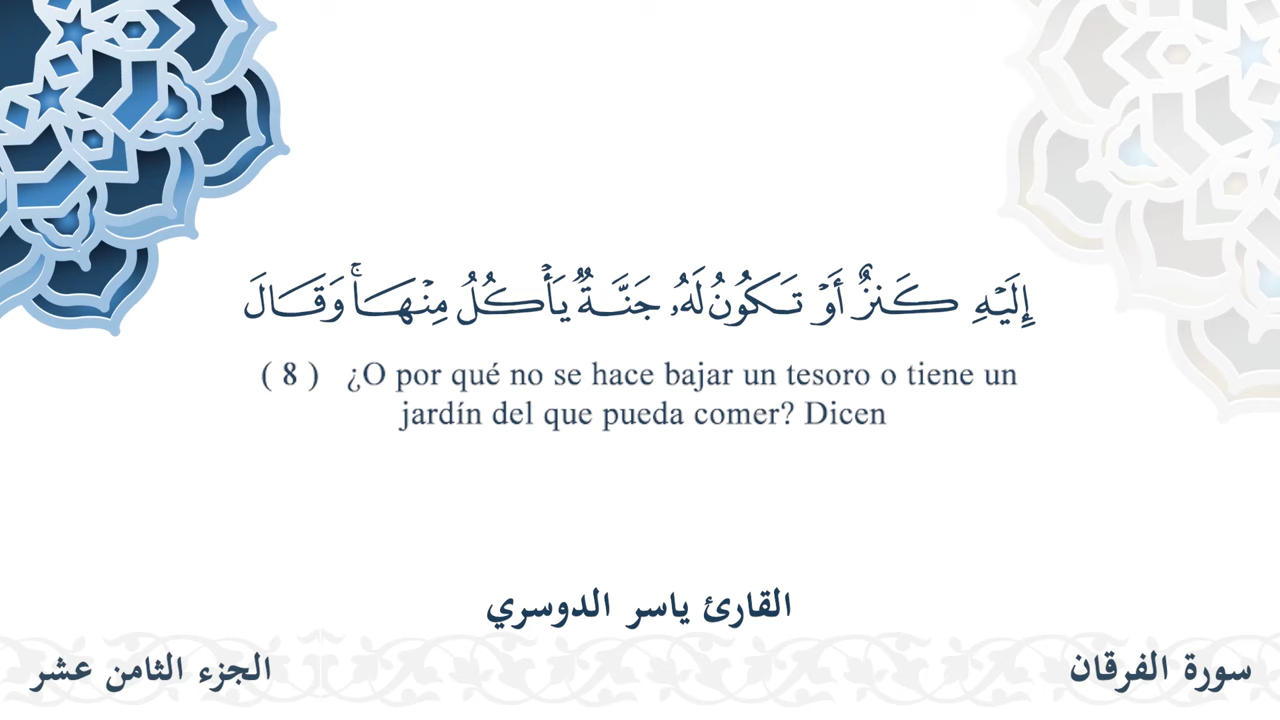 إِلَيْهِ كَنزٌ أَوْ تَكُونُ لَهُۥ جَنَّةٌ يَأْكُلُ مِنْهَاۚ وَقَالَ
( 8 ) ¿O por qué no se hace bajar un tesoro o tiene un
jardín del que pueda comer? Dicen
القارئ ياسر الدوسري
سورة الفرقان
الجزء الثامن عشر